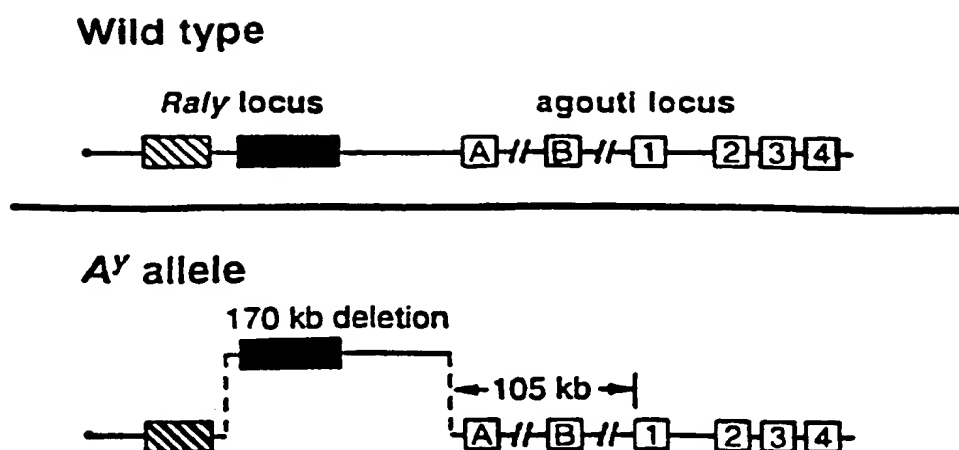 Wild type
Raly locus agouti locus
A B 1 2 3 4
Aʸ allele
170 kb deletion
105 kb
A B 1 2 3 4